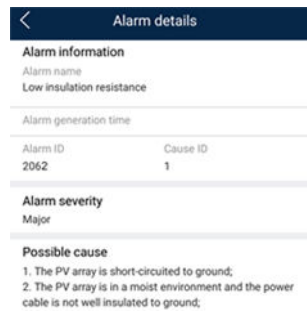 Alarm details
Alarm information
Alarm name
Low insulation resistance
Alarm generation time
Alarm ID Cause ID
2062 1
Alarm severity
Major
Possible cause
1. The PV array is short-circuited to ground;
2. The PV array is in a moist environment and the power
cable is not well insulated to ground;